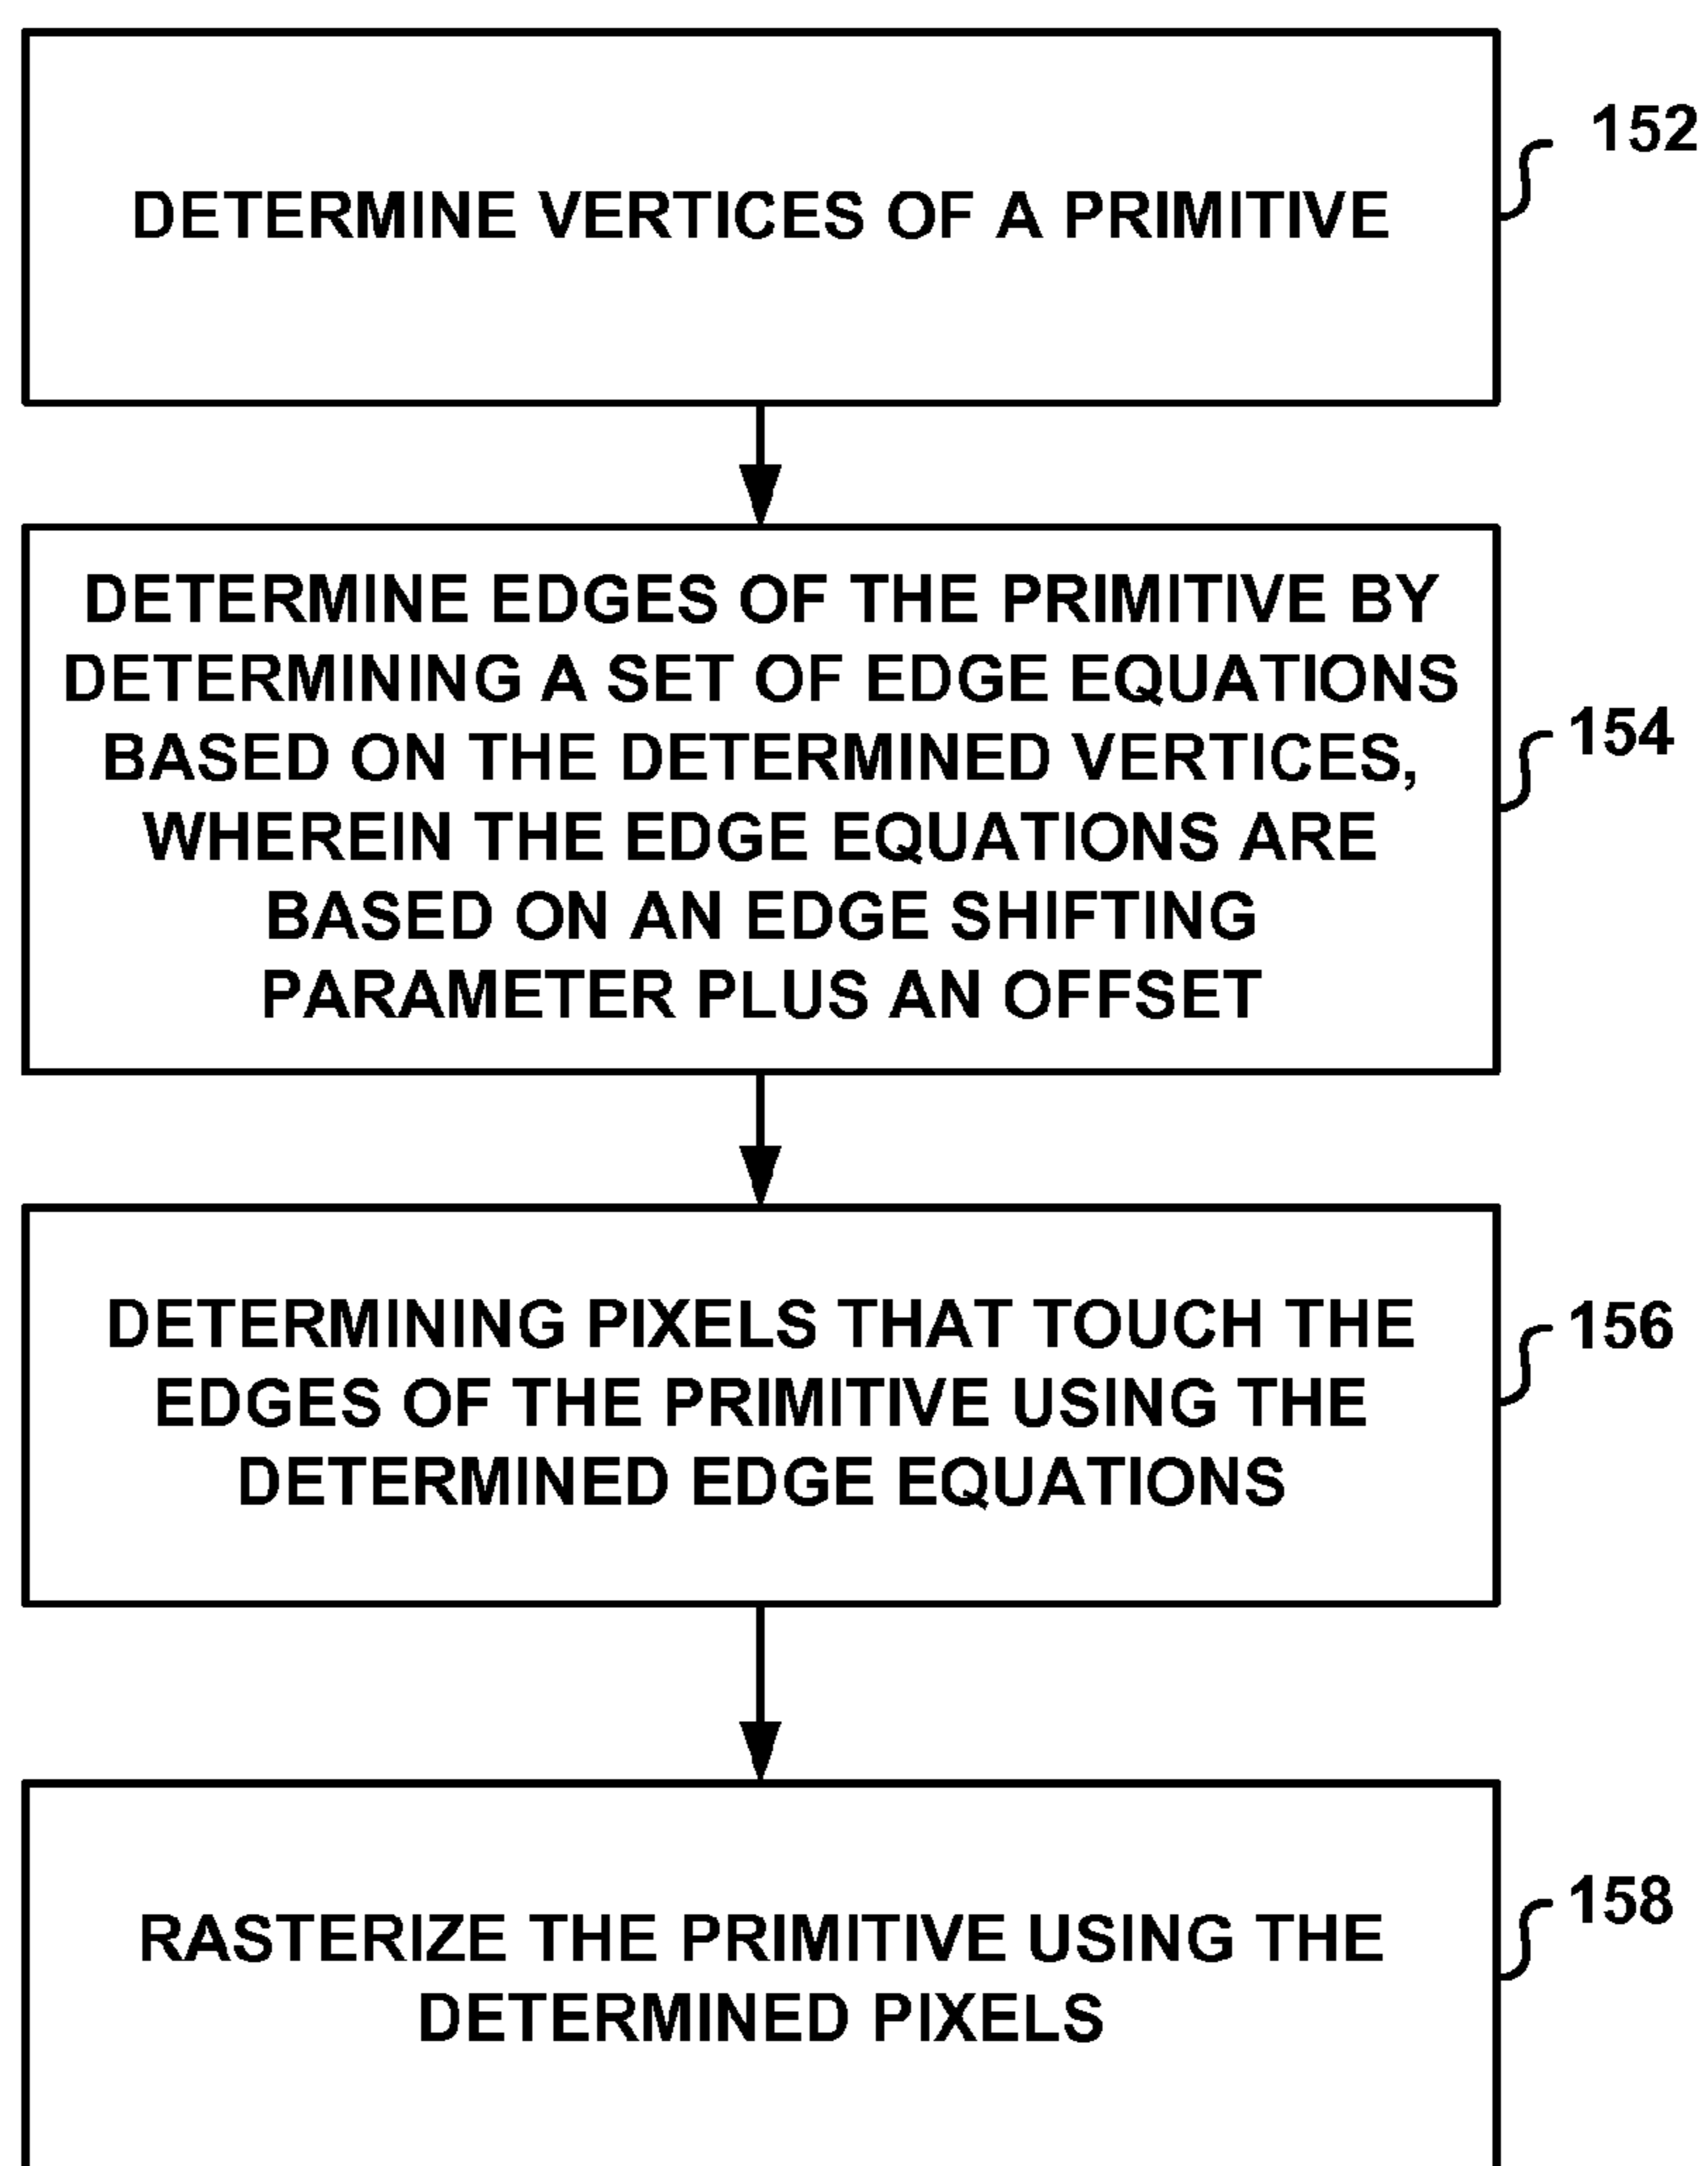 152
DETERMINE VERTICES OF A PRIMITIVE
DETERMINE EDGES OF THE PRIMITIVE BY
DETERMINING A SET OF EDGE EQUATIONS
BASED ON THE DETERMINED VERTICES,
WHEREIN THE EDGE EQUATIONS ARE
BASED ON AN EDGE SHIFTING
PARAMETER PLUS AN OFFSET
154
DETERMINING PIXELS THAT TOUCH THE
EDGES OF THE PRIMITIVE USING THE
DETERMINED EDGE EQUATIONS
156
RASTERIZE THE PRIMITIVE USING THE
DETERMINED PIXELS
158